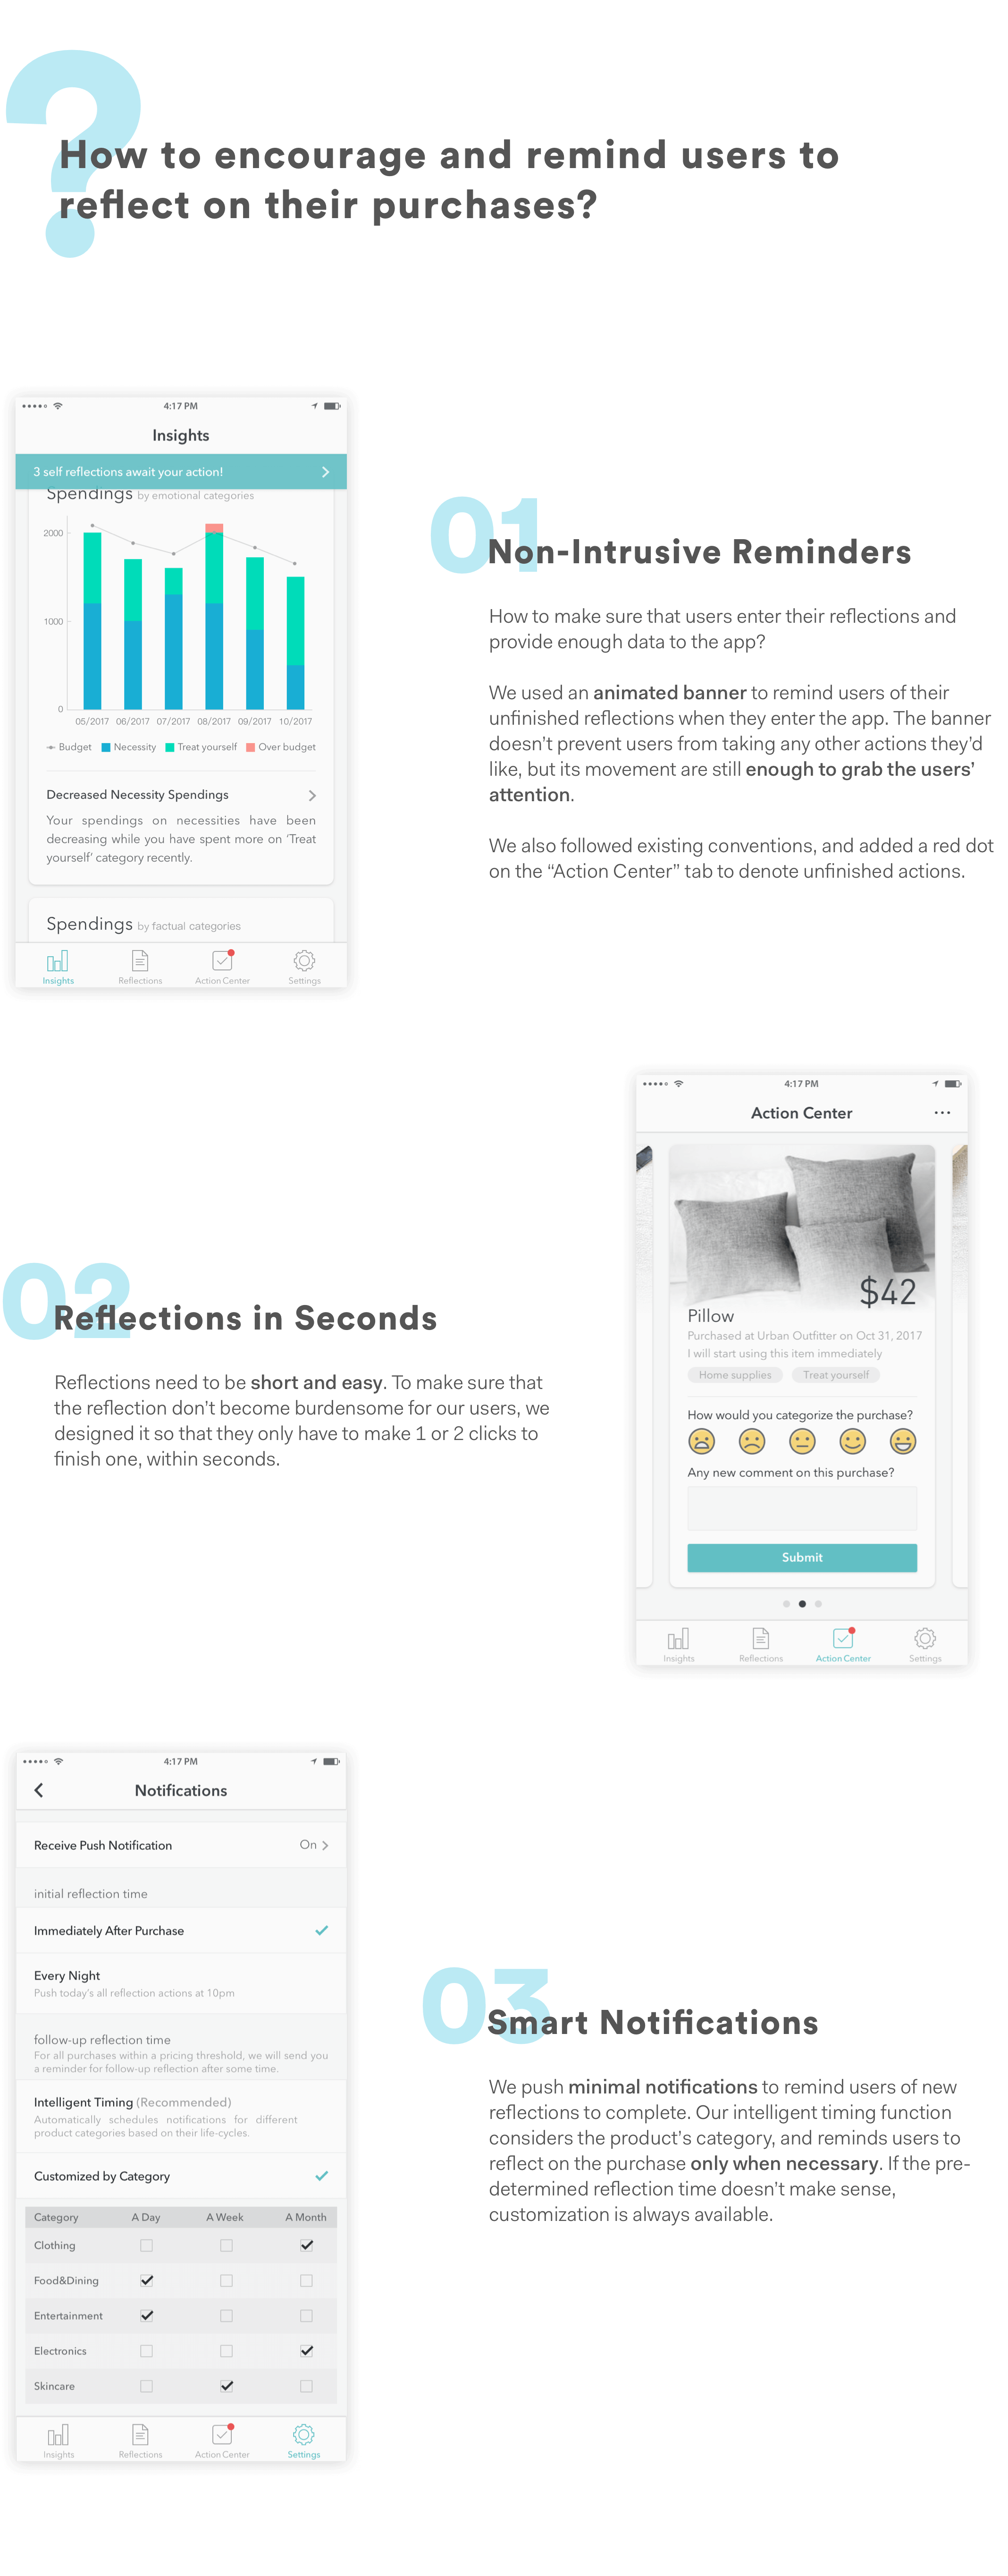 ?
How to encourage and remind users to
reflect on their purchases?
4:17 PM
Insights
3 self reflections await your action!
Spendings by emotional categories
2000
1000
0
05/2017 06/2017 07/2017 08/2017 09/2017 10/2017
Budget Necessity Treat yourself Over budget
Decreased Necessity Spendings
Your spendings on necessities have been
decreasing while you have spent more on ‘Treat
yourself’ category recently.
Spendings by factual categories
Insights Reflections Action Center Settings
01
Non-Intrusive Reminders
How to make sure that users enter their reflections and
provide enough data to the app?
We used an animated banner to remind users of their
unfinished reflections when they enter the app. The banner
doesn’t prevent users from taking any other actions they’d
like, but its movement are still enough to grab the users’
attention.
We also followed existing conventions, and added a red dot
on the “Action Center” tab to denote unfinished actions.
02
Reflections in Seconds
Reflections need to be short and easy. To make sure that
the reflection don’t become burdensome for our users, we
designed it so that they only have to make 1 or 2 clicks to
finish one, within seconds.
4:17 PM
Action Center
$42
Pillow
Purchased at Urban Outfitter on Oct 31, 2017
I will start using this item immediately
Home supplies Treat yourself
How would you categorize the purchase?
Any new comment on this purchase?
Submit
Insights Reflections Action Center Settings
4:17 PM
Notifications
Receive Push Notification On
initial reflection time
Immediately After Purchase
Every Night
Push today’s all reflection actions at 10pm
follow-up reflection time
For all purchases within a pricing threshold, we will send you
a reminder for follow-up reflection after some time.
Intelligent Timing (Recommended)
Automatically schedules notifications for different
product categories based on their life-cycles.
Customized by Category
Category A Day A Week A Month
Clothing
Food&Dining
Entertainment
Electronics
Skincare
Insights Reflections Action Center Settings
03
Smart Notifications
We push minimal notifications to remind users of new
reflections to complete. Our intelligent timing function
considers the product’s category, and reminds users to
reflect on the purchase only when necessary. If the pre-
determined reflection time doesn’t make sense,
customization is always available.